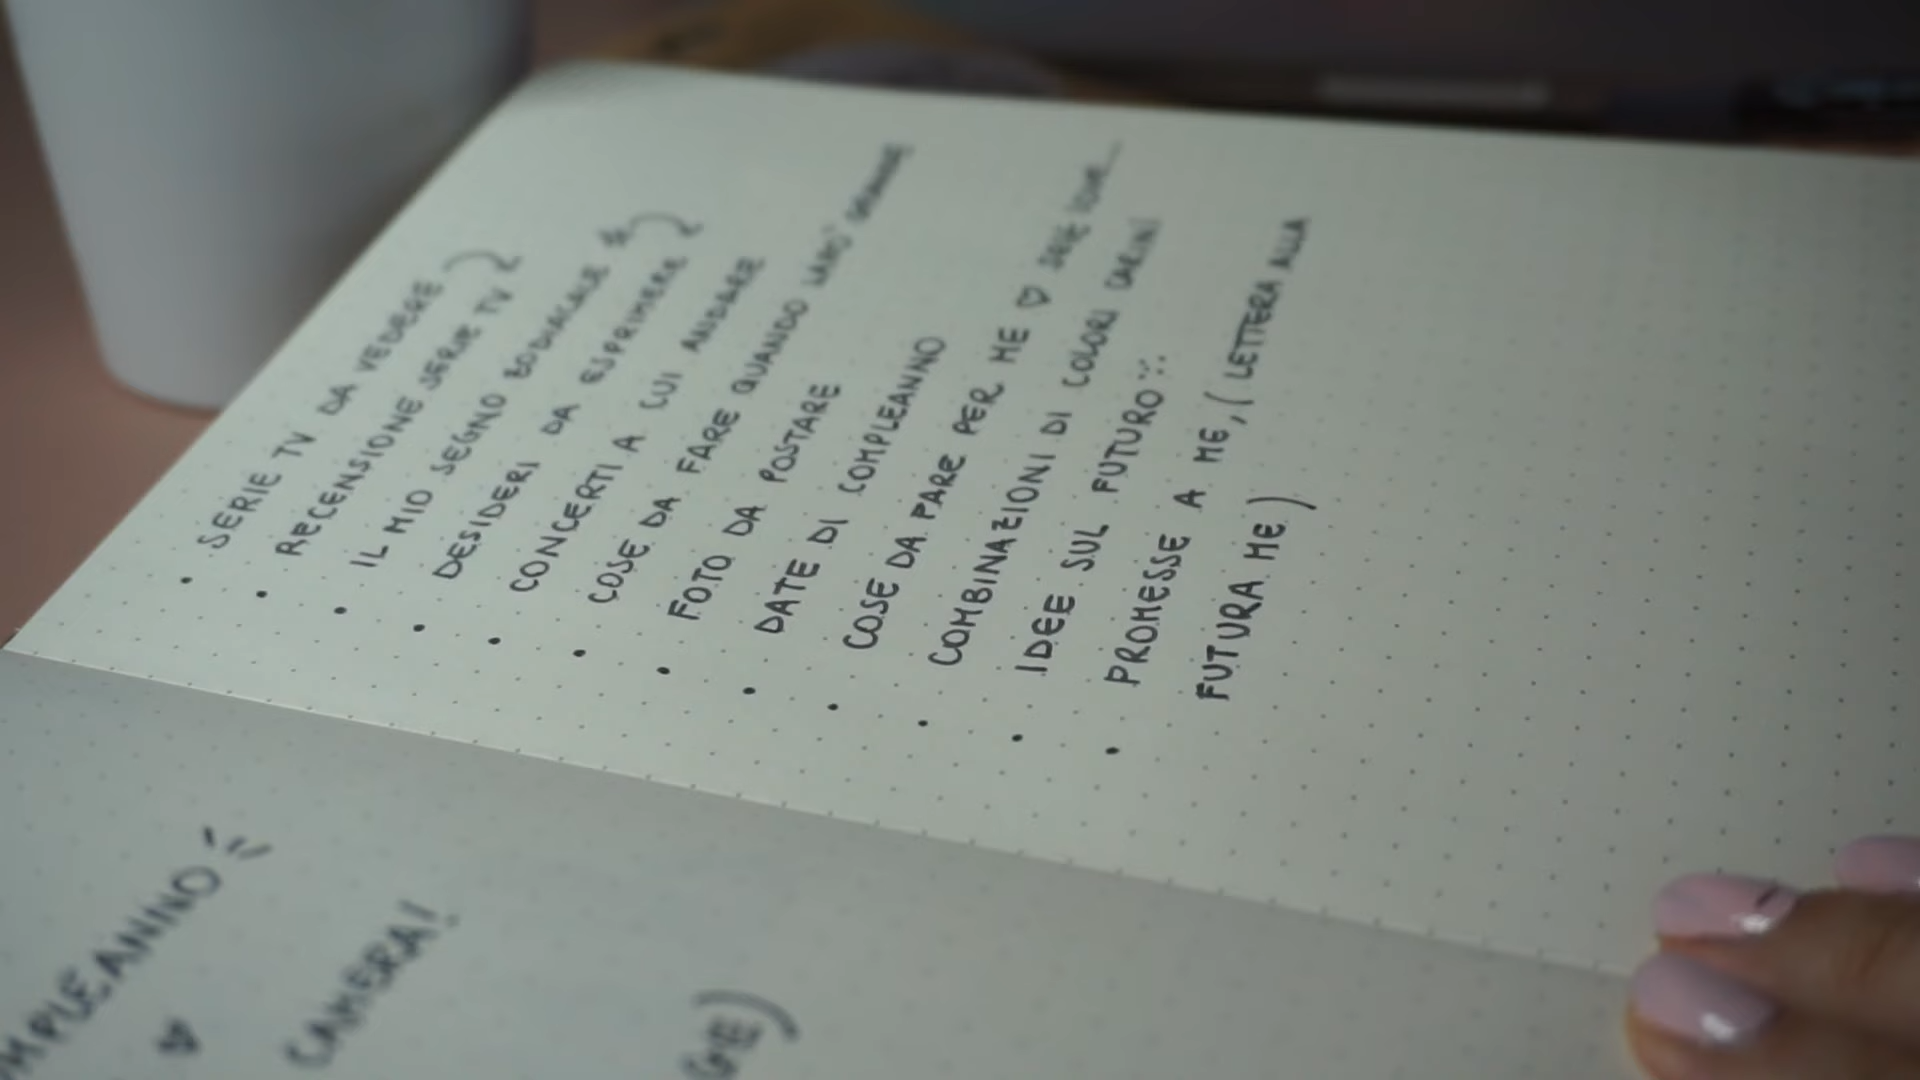 • SERIE TV DA VEDERE
• RECENSIONE SERIE TV
• IL MIO SEGNO ZODIACALE
• DESIDERI DA ESPRIMERE
• CONCERTI A CUI ANDARE
• COSE DA FARE QUANDO SARÒ GRANDE
• FOTO DA POSTARE
• DATE DI COMPLEANNO
• COSE DA PARE PER ME ♡
• COMBINAZIONI DI COLORI CARINI
• IDEE SUL FUTURO
• PROMESSE A ME, (LETTERA ALLA
FUTURA ME)
MPLEANNO
CAMERA!